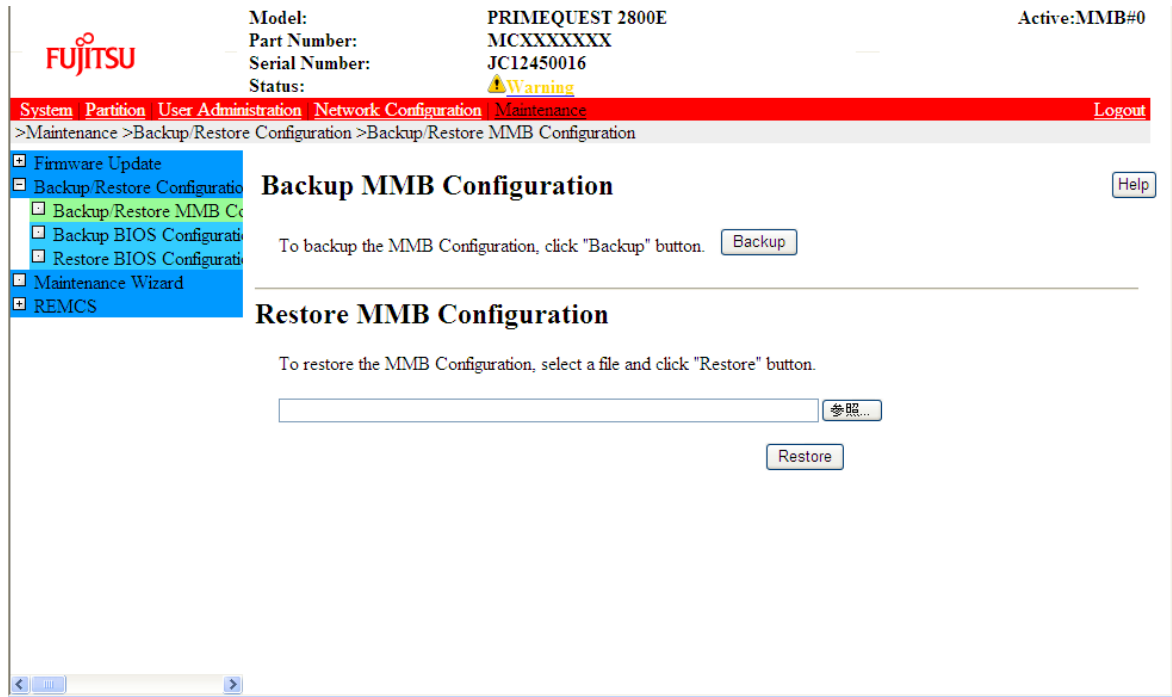 FUJITSU
Model: PRIMEQUEST 2800E Active:MMB#0
Part Number: MCXXXXXXX
Serial Number: JC12450016
Status: Warning
System | Partition | User Administration | Network Configuration | Maintenance Logout
>Maintenance >Backup/Restore Configuration >Backup/Restore MMB Configuration
Firmware Update
Backup/Restore Configuratio
Backup/Restore MMB Co
Backup BIOS Configurati
Restore BIOS Configurati
Maintenance Wizard
REMCS
Backup MMB Configuration Help
To backup the MMB Configuration, click "Backup" button. Backup
Restore MMB Configuration
To restore the MMB Configuration, select a file and click "Restore" button.
参照...
Restore